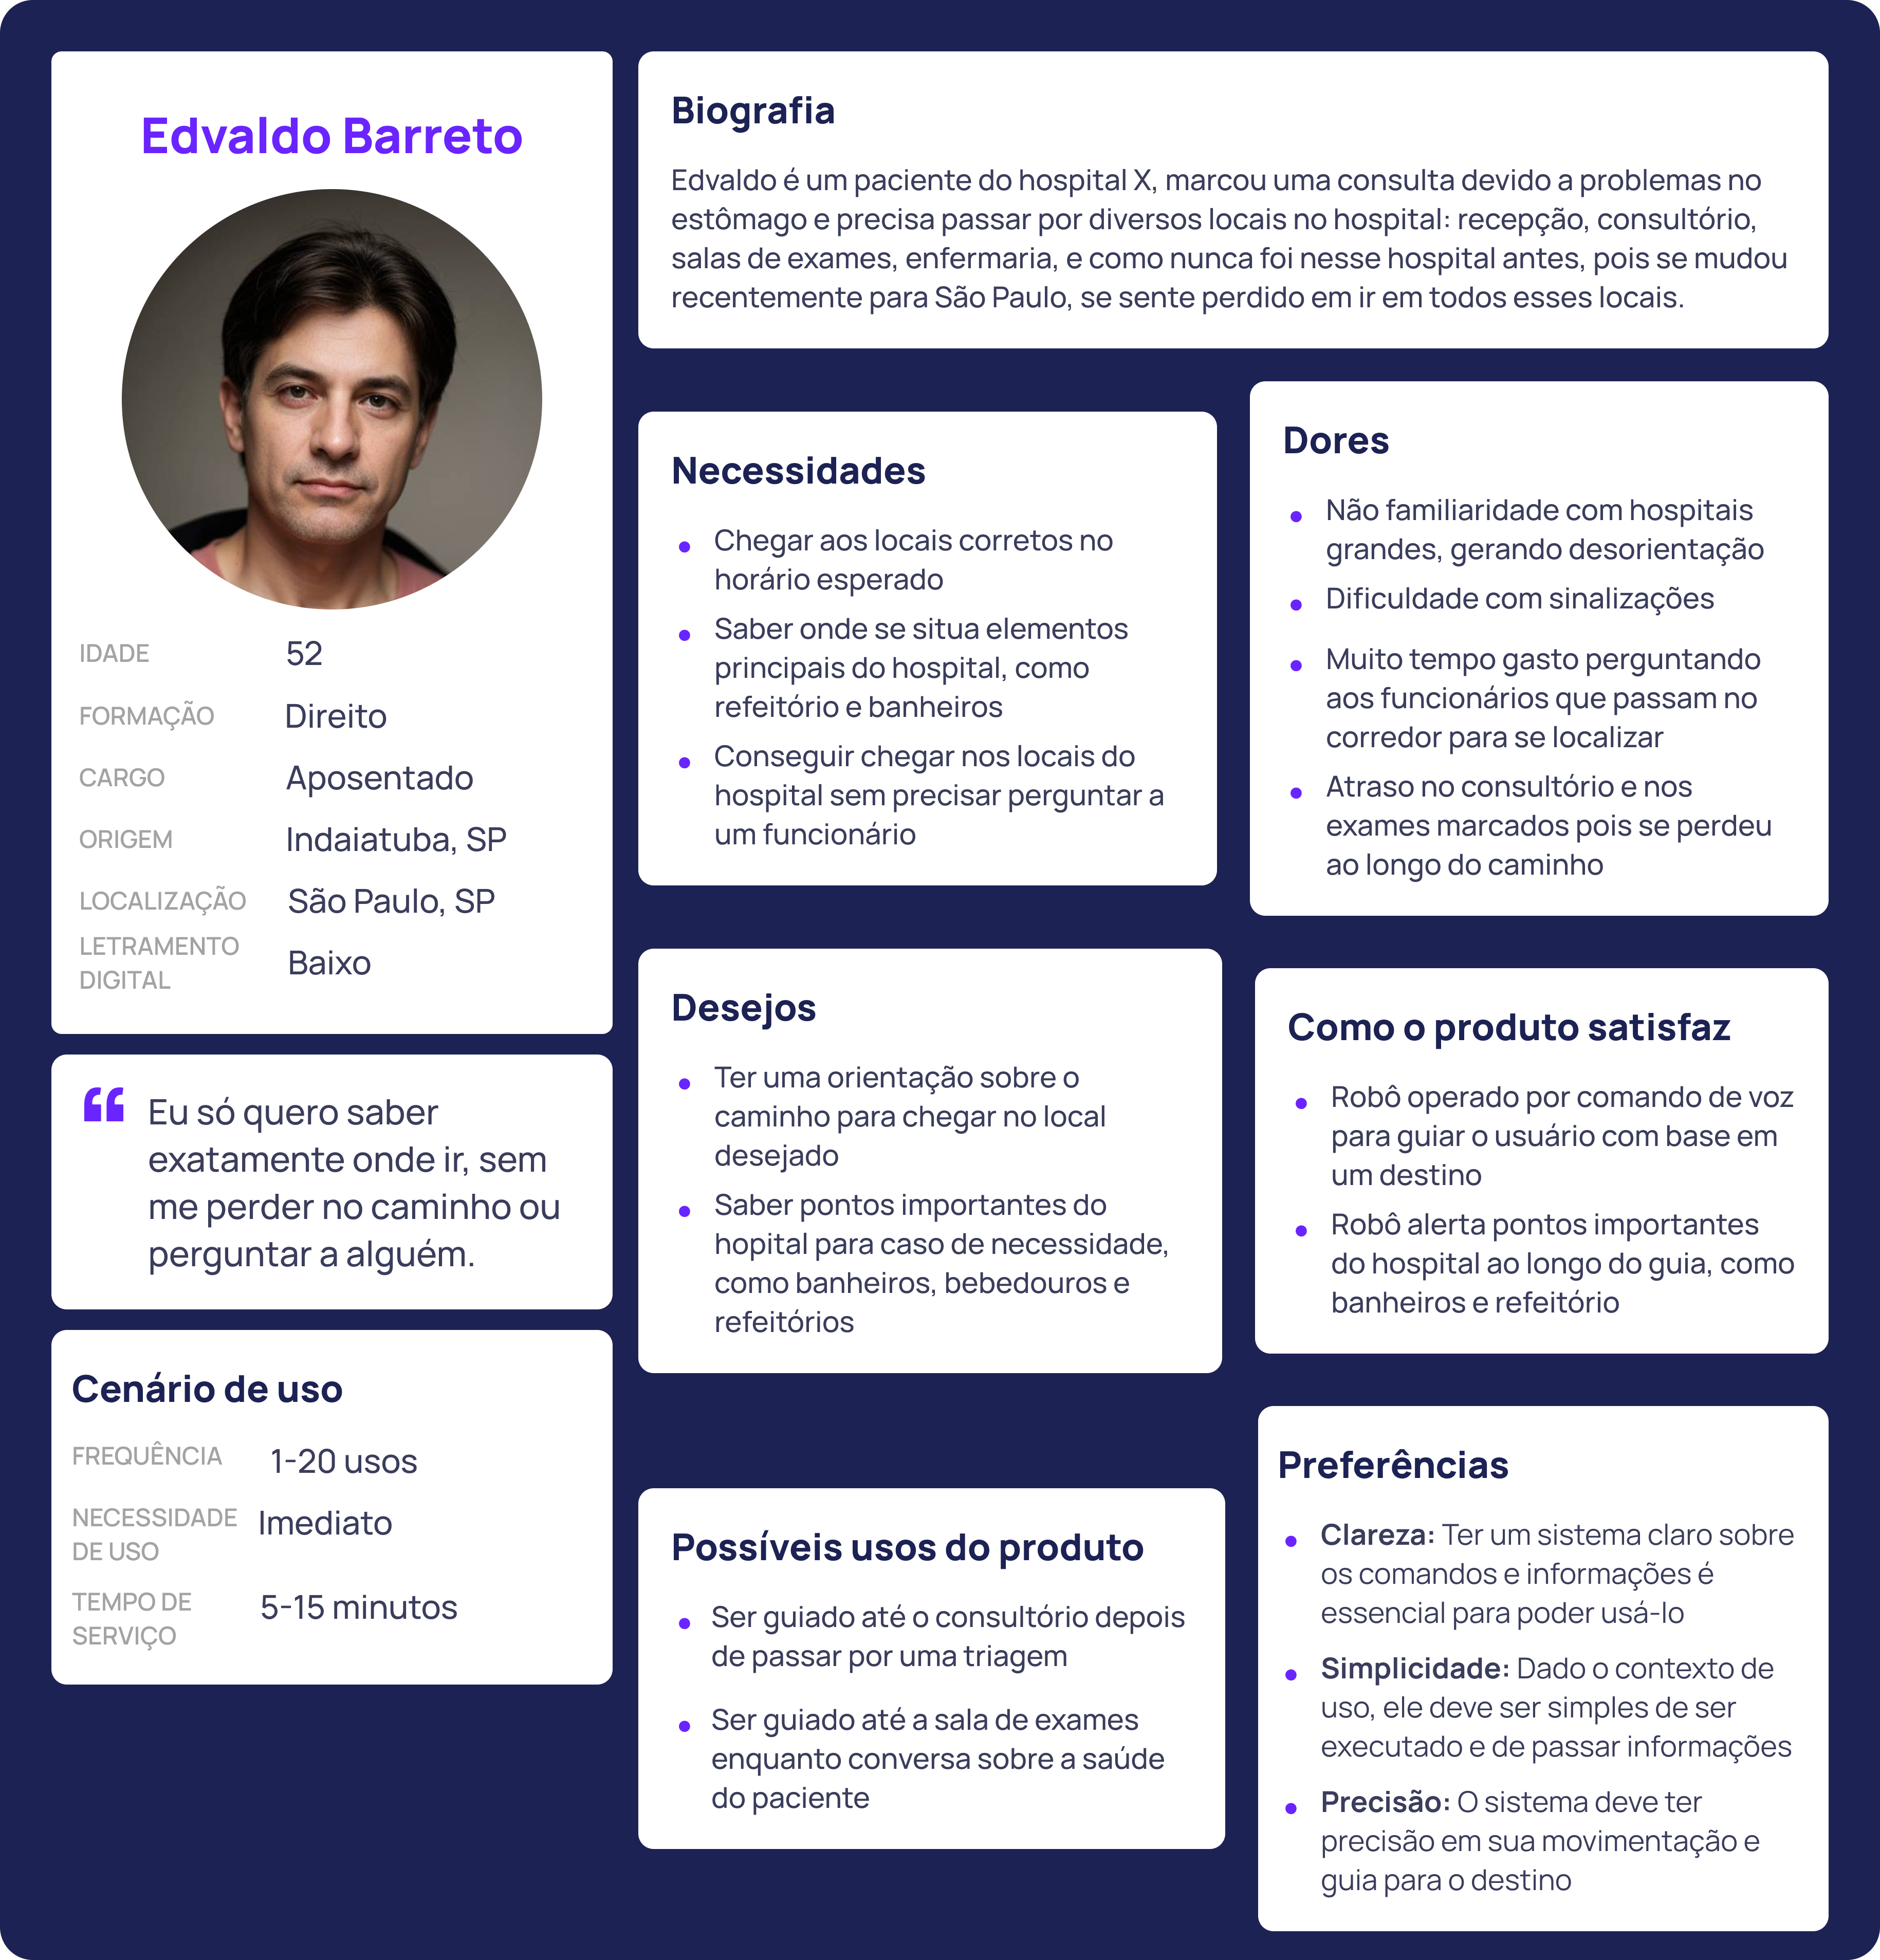 Edvaldo Barreto
IDADE 52
FORMAÇÃO Direito
CARGO Aposentado
ORIGEM Indaiatuba, SP
LOCALIZAÇÃO São Paulo, SP
LETRAMENTO
DIGITAL Baixo
“ Eu só quero saber
exatamente onde ir, sem
me perder no caminho ou
perguntar a alguém.
Cenário de uso
FREQUÊNCIA 1-20 usos
NECESSIDADE
DE USO Imediato
TEMPO DE
SERVIÇO 5-15 minutos
Biografia
Edvaldo é um paciente do hospital X, marcou uma consulta devido a problemas no
estômago e precisa passar por diversos locais no hospital: recepção, consultório,
salas de exames, enfermaria, e como nunca foi nesse hospital antes, pois se mudou
recentemente para São Paulo, se sente perdido em ir em todos esses locais.
Necessidades
• Chegar aos locais corretos no
horário esperado
• Saber onde se situa elementos
principais do hospital, como
refeitório e banheiros
• Conseguir chegar nos locais do
hospital sem precisar perguntar a
um funcionário
Dores
• Não familiaridade com hospitais
grandes, gerando desorientação
• Dificuldade com sinalizações
• Muito tempo gasto perguntando
aos funcionários que passam no
corredor para se localizar
• Atraso no consultório e nos
exames marcados pois se perdeu
ao longo do caminho
Desejos
• Ter uma orientação sobre o
caminho para chegar no local
desejado
• Saber pontos importantes do
hopital para caso de necessidade,
como banheiros, bebedouros e
refeitórios
Como o produto satisfaz
• Robô operado por comando de voz
para guiar o usuário com base em
um destino
• Robô alerta pontos importantes
do hospital ao longo do guia, como
banheiros e refeitório
Possíveis usos do produto
• Ser guiado até o consultório depois
de passar por uma triagem
• Ser guiado até a sala de exames
enquanto conversa sobre a saúde
do paciente
Preferências
• Clareza: Ter um sistema claro sobre
os comandos e informações é
essencial para poder usá-lo
• Simplicidade: Dado o contexto de
uso, ele deve ser simples de ser
executado e de passar informações
• Precisão: O sistema deve ter
precisão em sua movimentação e
guia para o destino